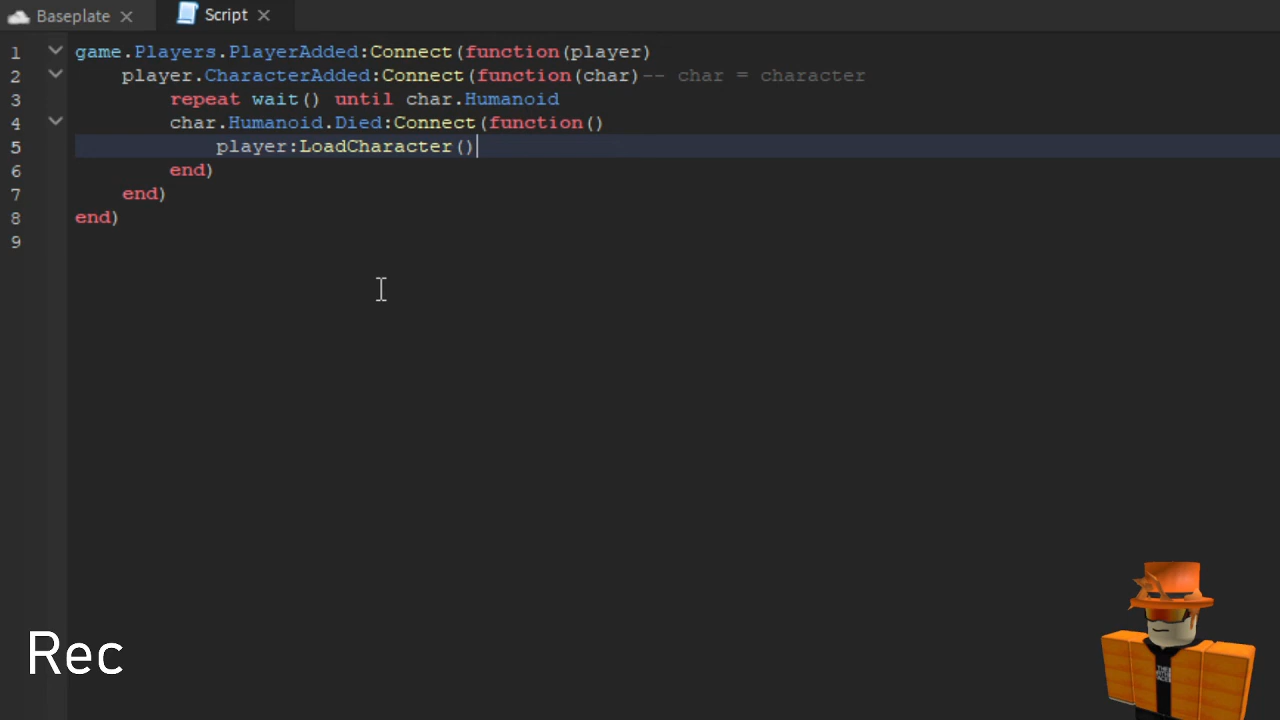 Baseplate
Script
1 game.Players.PlayerAdded:Connect(function(player)
2 player.CharacterAdded:Connect(function(char)-- char = character
3 repeat wait() until char.Humanoid
4 char.Humanoid.Died:Connect(function()
5 player:LoadCharacter()
6 end)
7 end)
8 end)
9
Rec